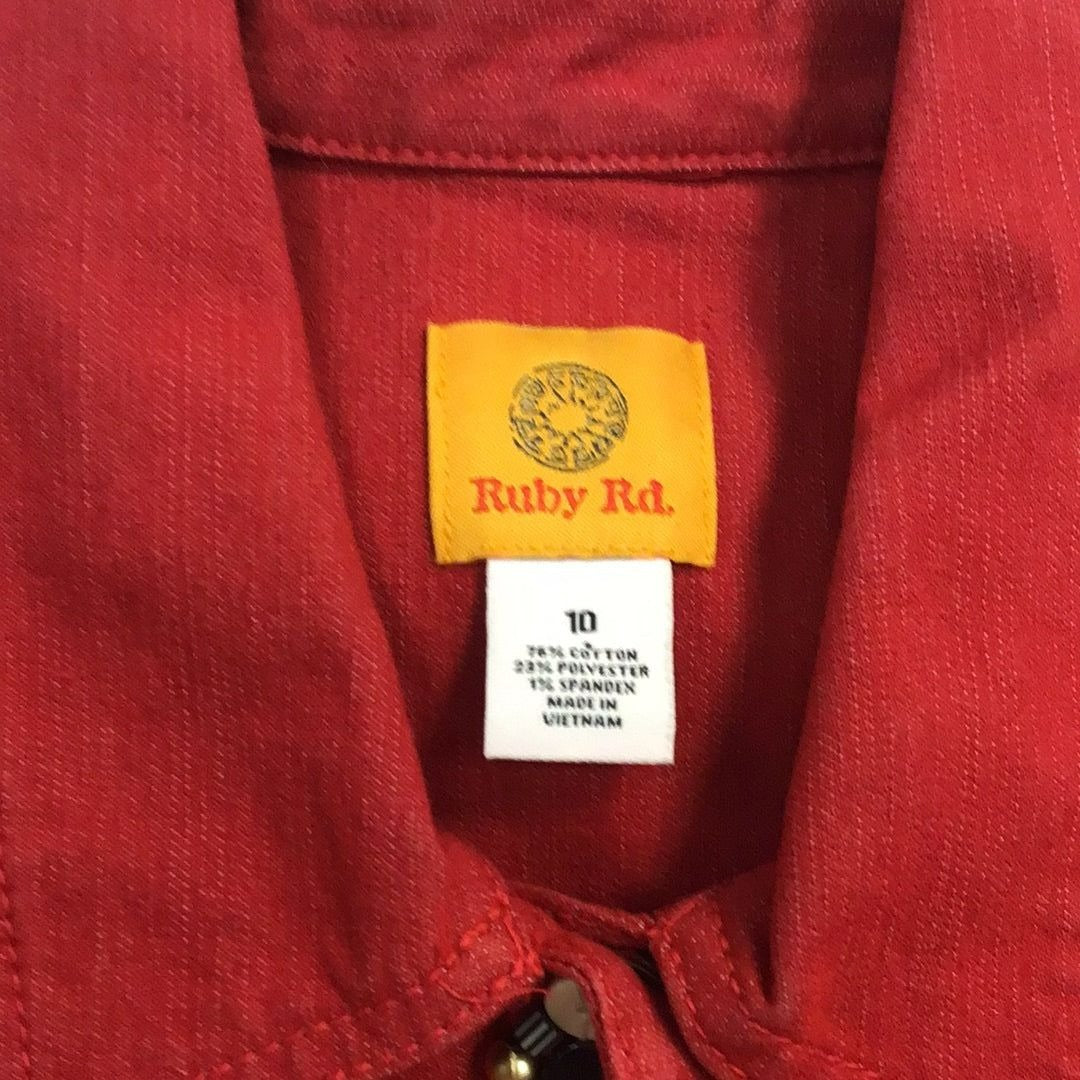 Ruby Rd.
10
76% COTTON
23% POLYESTER
1% SPANDEX
MADE IN
VIETNAM